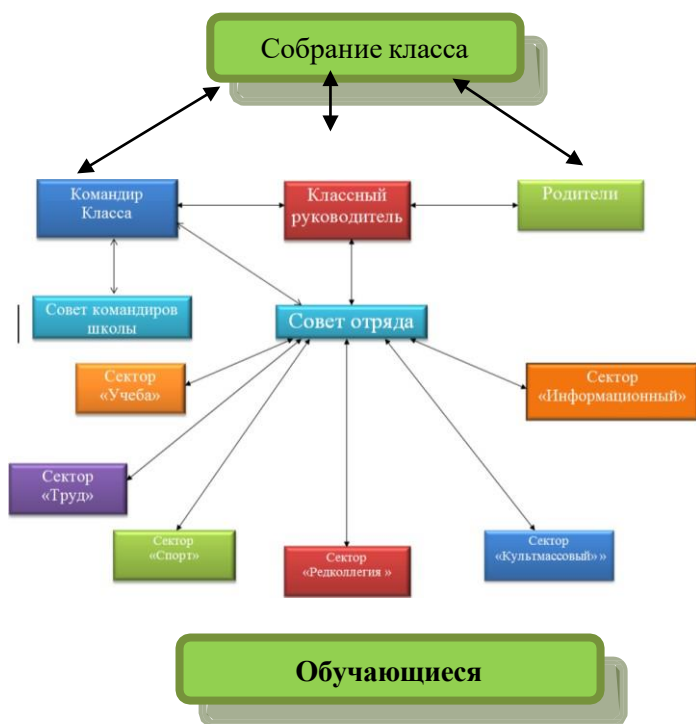 Собрание класса
Командир
Класса
Классный
руководитель
Родители
Совет командиров
школы
Совет отряда
Сектор
«Учеба»
Сектор
«Информационный»
Сектор
«Труд»
Сектор
«Спорт»
Сектор
«Редколлегия »
Сектор
«Культмассовый» »
Обучающиеся